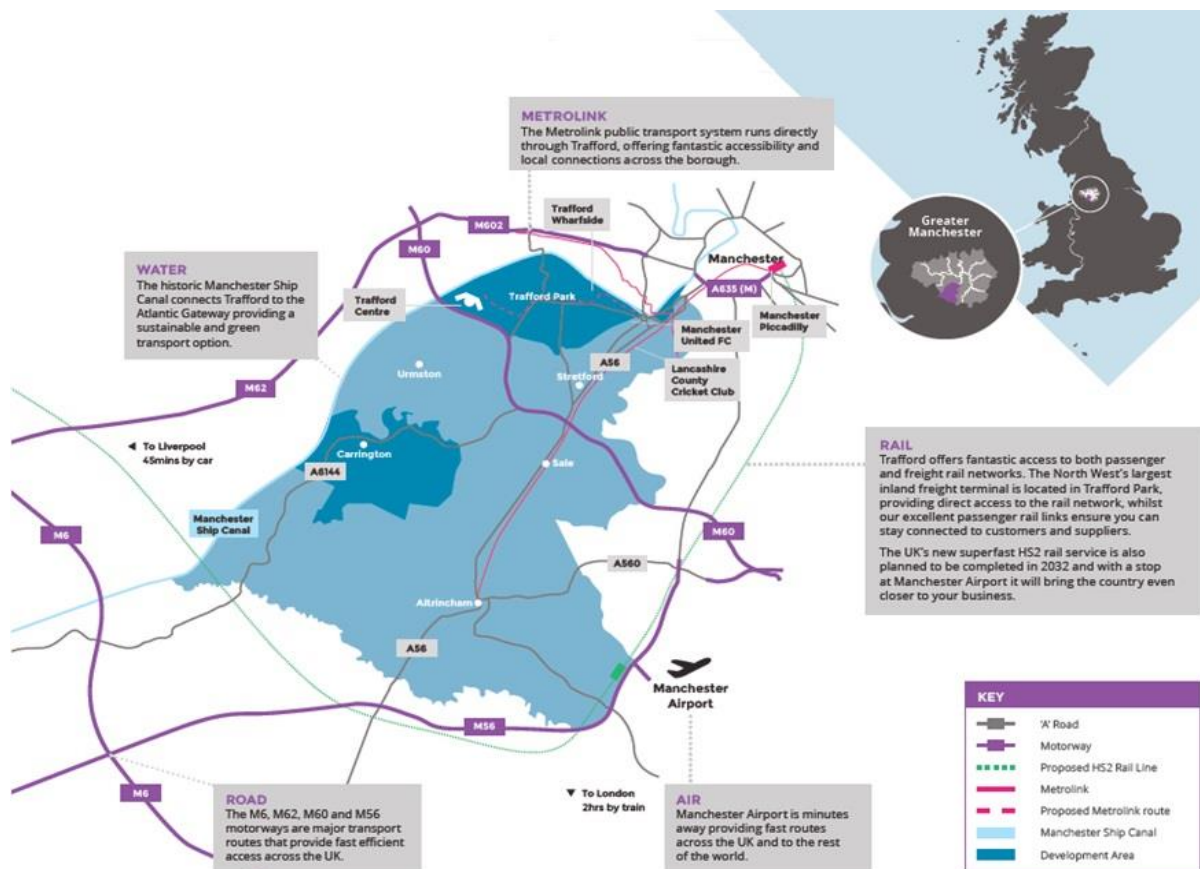 METROLINK
The Metrolink public transport system runs directly
through Trafford, offering fantastic accessibility and
local connections across the borough.
Greater
Manchester
WATER
The historic Manchester Ship
Canal connects Trafford to the
Atlantic Gateway providing a
sustainable and green
transport option.
M602
M60
Trafford
Wharfside
Manchester
A635 (M)
Trafford
Centre
Trafford Park
Manchester
Piccadilly
Manchester
United FC
A56
Lancashire
County
Cricket Club
Urmston
Stretford
M62
To Liverpool
45mins by car
Carrington
A6144
Sale
Manchester
Ship Canal
M6
M60
A560
Altrincham
A56
Manchester
Airport
M56
M6
To London
2hrs by train
RAIL
Trafford offers fantastic access to both passenger
and freight rail networks. The North West's largest
inland freight terminal is located in Trafford Park,
providing direct access to the rail network, whilst
our excellent passenger rail links ensure you can
stay connected to customers and suppliers.
The UK's new superfast HS2 rail service is also
planned to be completed in 2032 and with a stop
at Manchester Airport it will bring the country even
closer to your business.
ROAD
The M6, M62, M60 and M56
motorways are major transport
routes that provide fast efficient
access across the UK.
AIR
Manchester Airport is minutes
away providing fast routes
across the UK and to the rest
of the world.
KEY
'A' Road
Motorway
Proposed HS2 Rail Line
Metrolink
Proposed Metrolink route
Manchester Ship Canal
Development Area